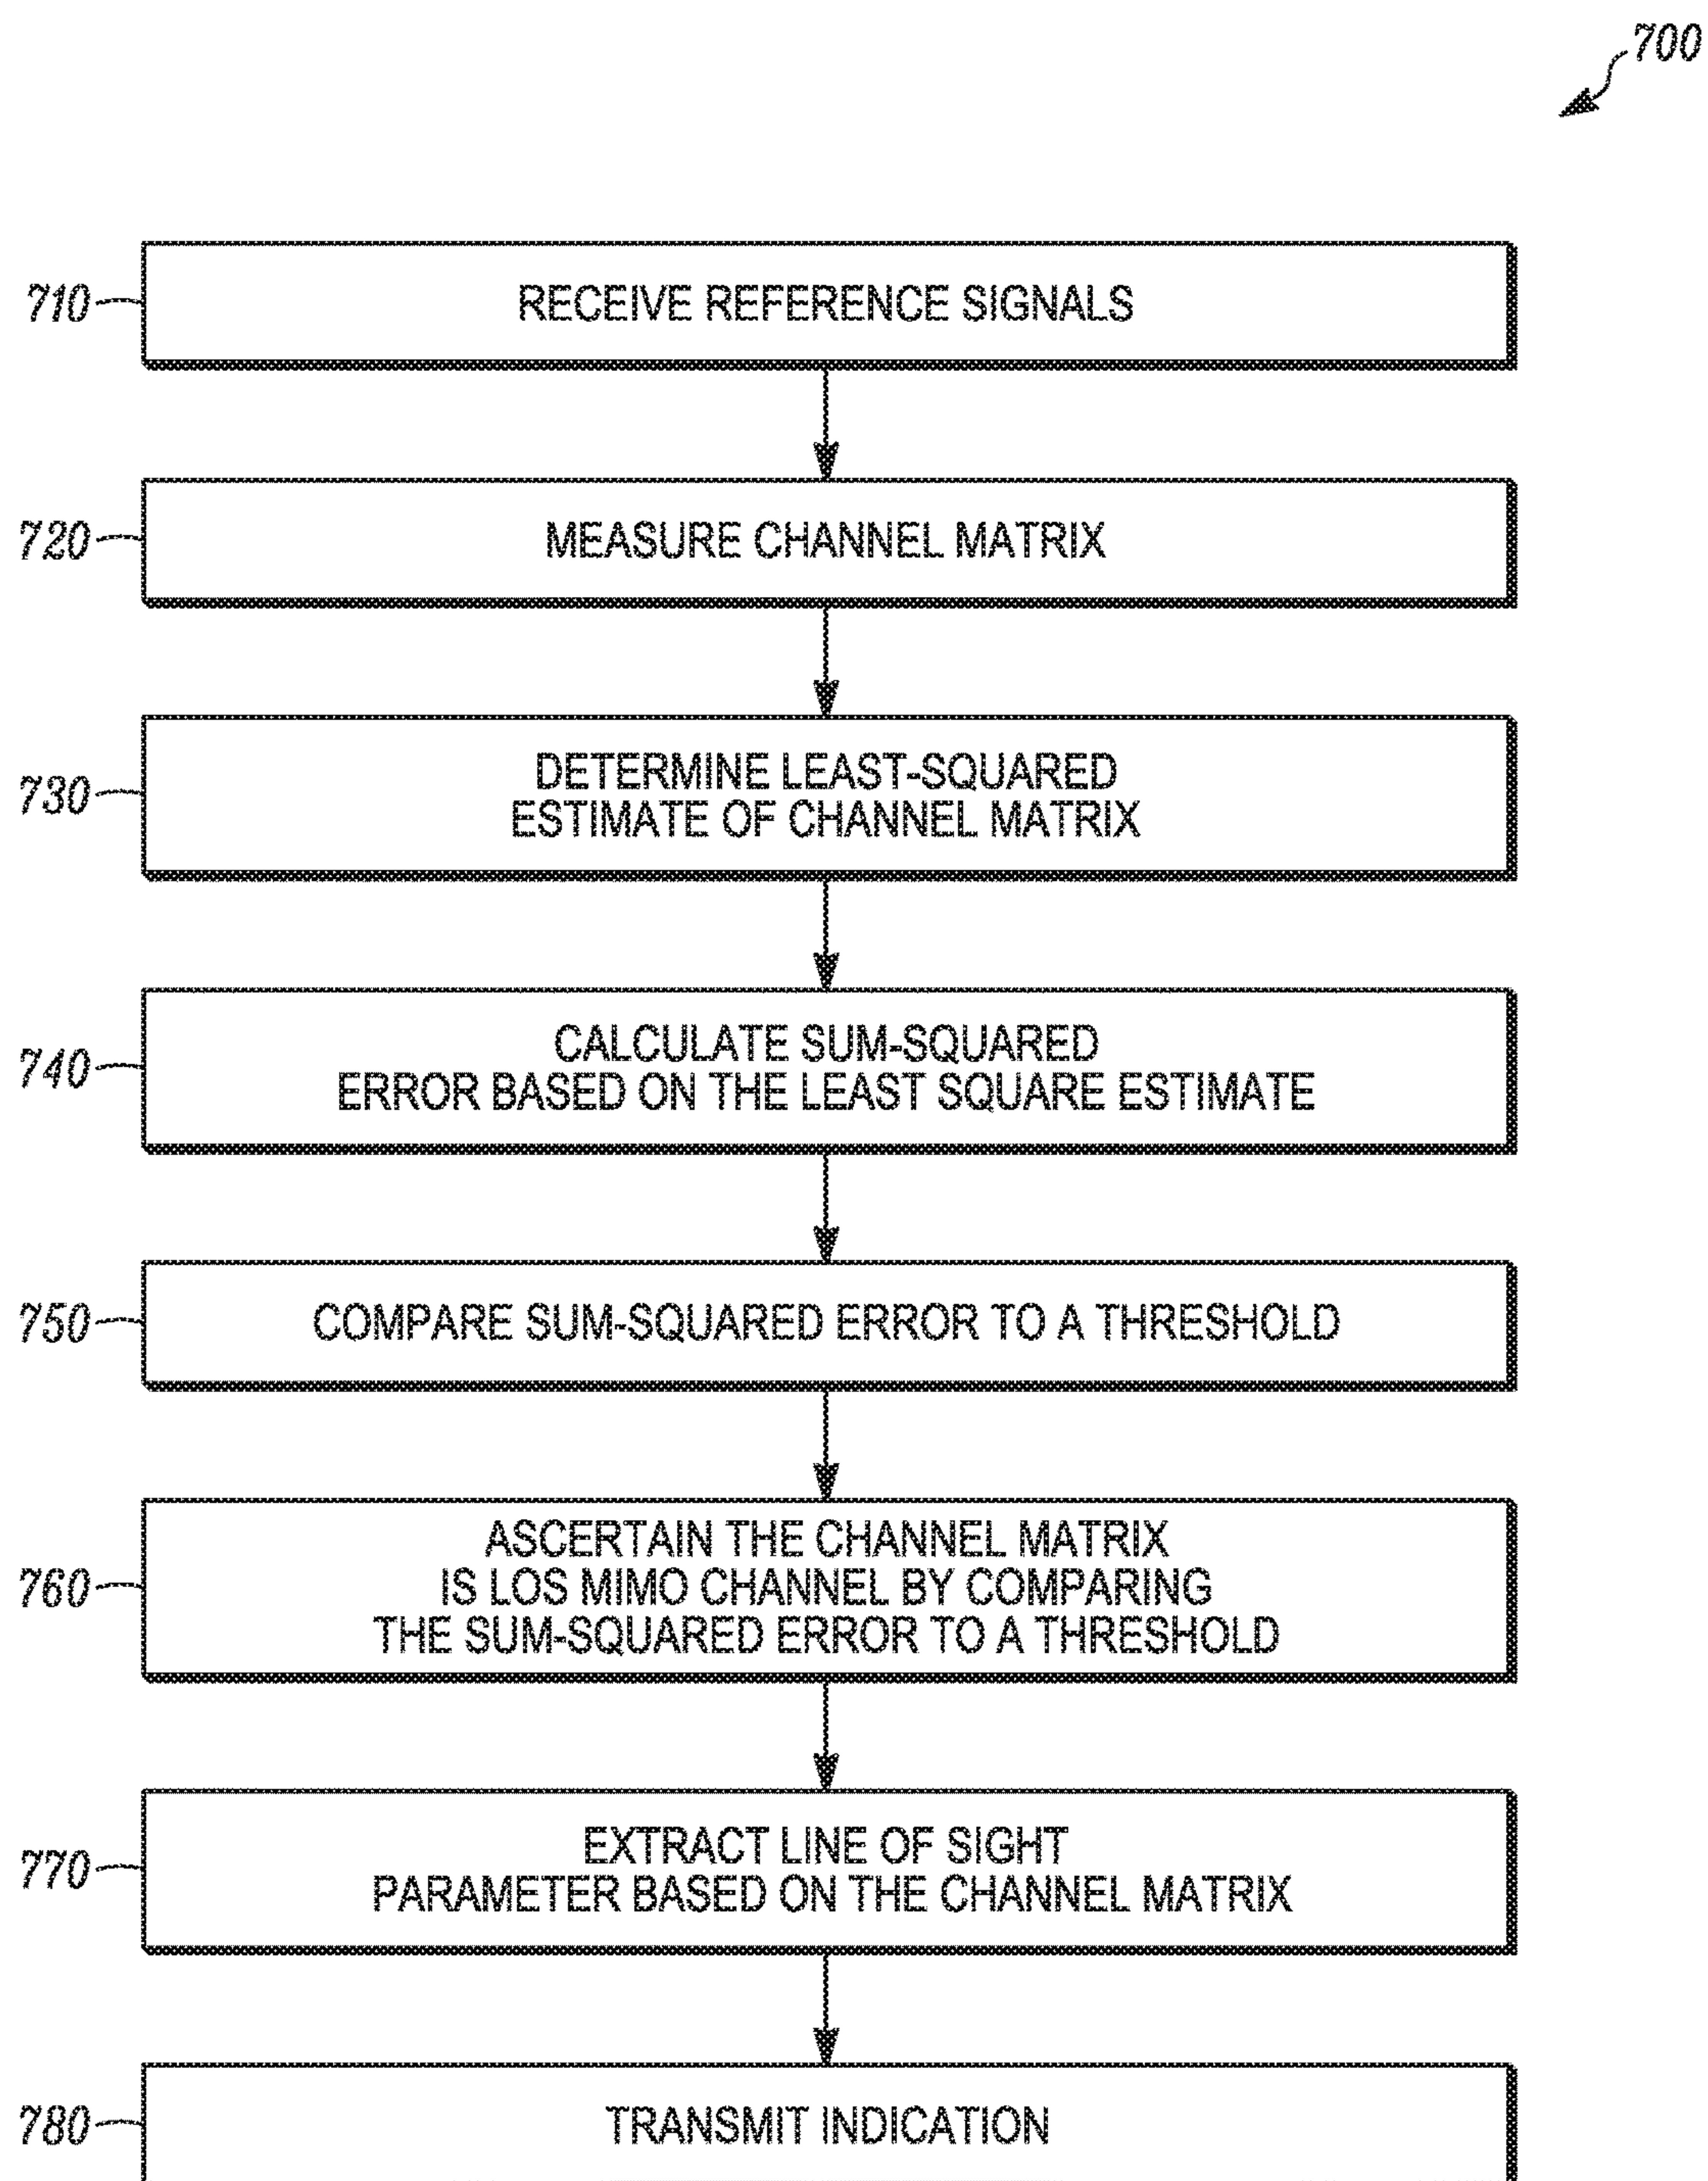 700
710
RECEIVE REFERENCE SIGNALS
720
MEASURE CHANNEL MATRIX
730
DETERMINE LEAST-SQUARED
ESTIMATE OF CHANNEL MATRIX
740
CALCULATE SUM-SQUARED
ERROR BASED ON THE LEAST SQUARE ESTIMATE
750
COMPARE SUM-SQUARED ERROR TO A THRESHOLD
760
ASCERTAIN THE CHANNEL MATRIX
IS LOS MIMO CHANNEL BY COMPARING
THE SUM-SQUARED ERROR TO A THRESHOLD
770
EXTRACT LINE OF SIGHT
PARAMETER BASED ON THE CHANNEL MATRIX
780
TRANSMIT INDICATION